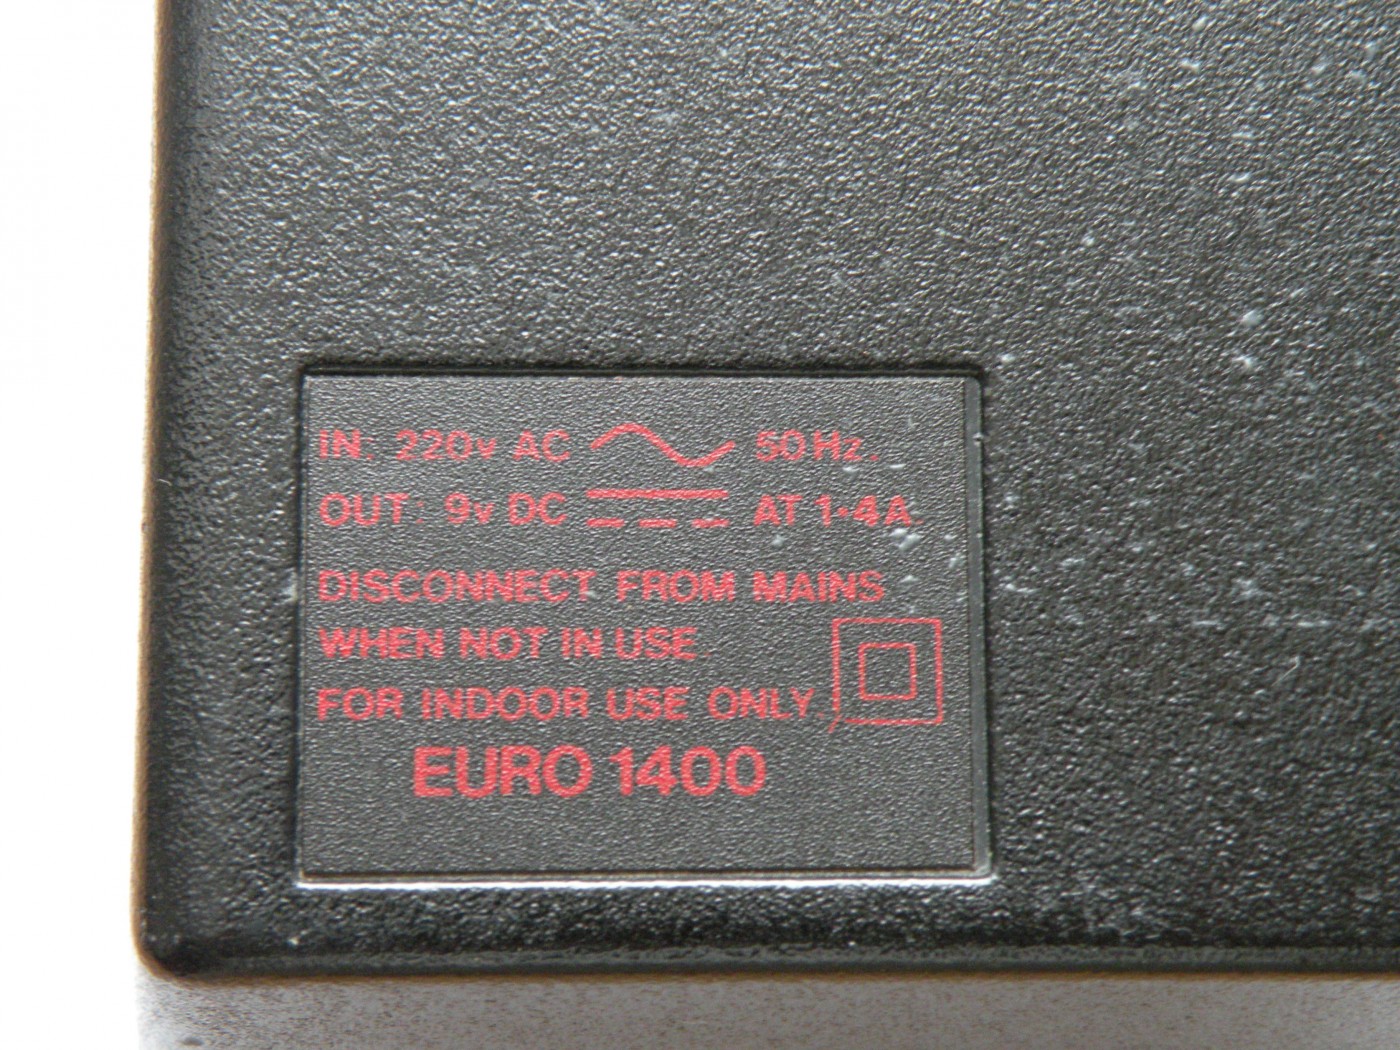 IN: 220v AC 50Hz.
OUT: 9v DC AT 1·4A.
DISCONNECT FROM MAINS
WHEN NOT IN USE.
FOR INDOOR USE ONLY.
EURO 1400